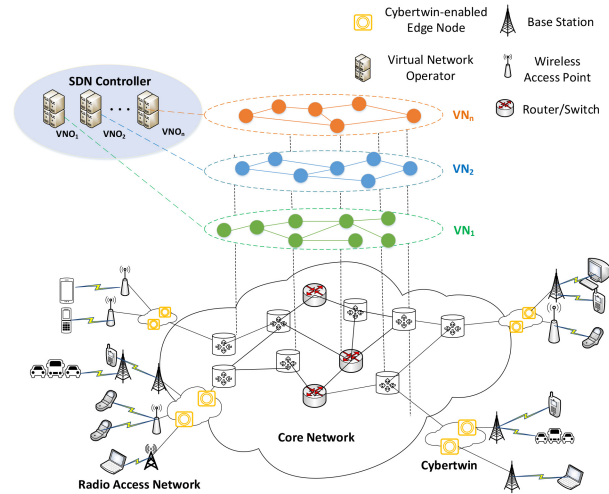 Cybertwin-enabled
Edge Node
Base Station
SDN Controller
Virtual Network
Operator
Wireless
Access Point
VNO1
VNO2
VNOn
VNn
Router/Switch
VN2
VN1
Core Network
Radio Access Network
Cybertwin